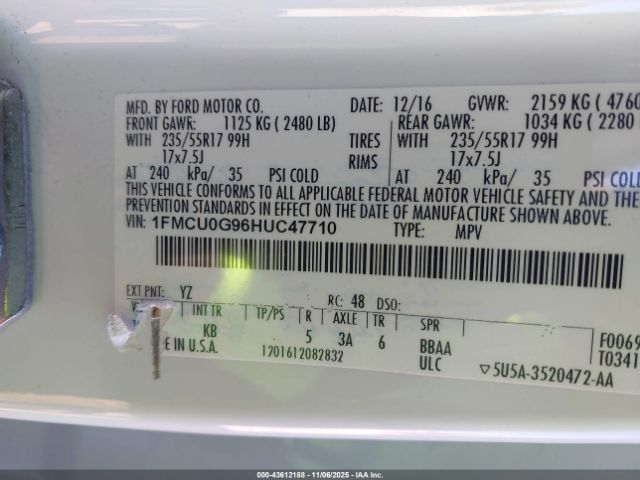 MFD. BY FORD MOTOR CO. DATE: 12/16 GVWR: 2159 KG ( 4760
FRONT GAWR: 1125 KG ( 2480 LB) REAR GAWR: 1034 KG ( 2280
WITH 235/55R17 99H TIRES WITH 235/55R17 99H
17x7.5J RIMS 17x7.5J
AT 240 kPa/ 35 PSI COLD AT 240 kPa/ 35 PSI COLD
THIS VEHICLE CONFORMS TO ALL APPLICABLE FEDERAL MOTOR VEHICLE SAFETY AND THE
PREVENTION STANDARDS IN EFFECT ON THE DATE OF MANUFACTURE SHOWN ABOVE.
VIN: 1FMCU0G96HUC47710 TYPE: MPV
EXT PNT: YZ RC: 48 DSO:
INT TR TP/PS R AXLE TR SPR
KB 5 3A 6 BBAA
E IN U.S.A. 1201612082832 ULC
F0069
T0341
▽5U5A-3520472-AA
000-43612188 - 11/06/2025 - IAAI HEADQUARTERS